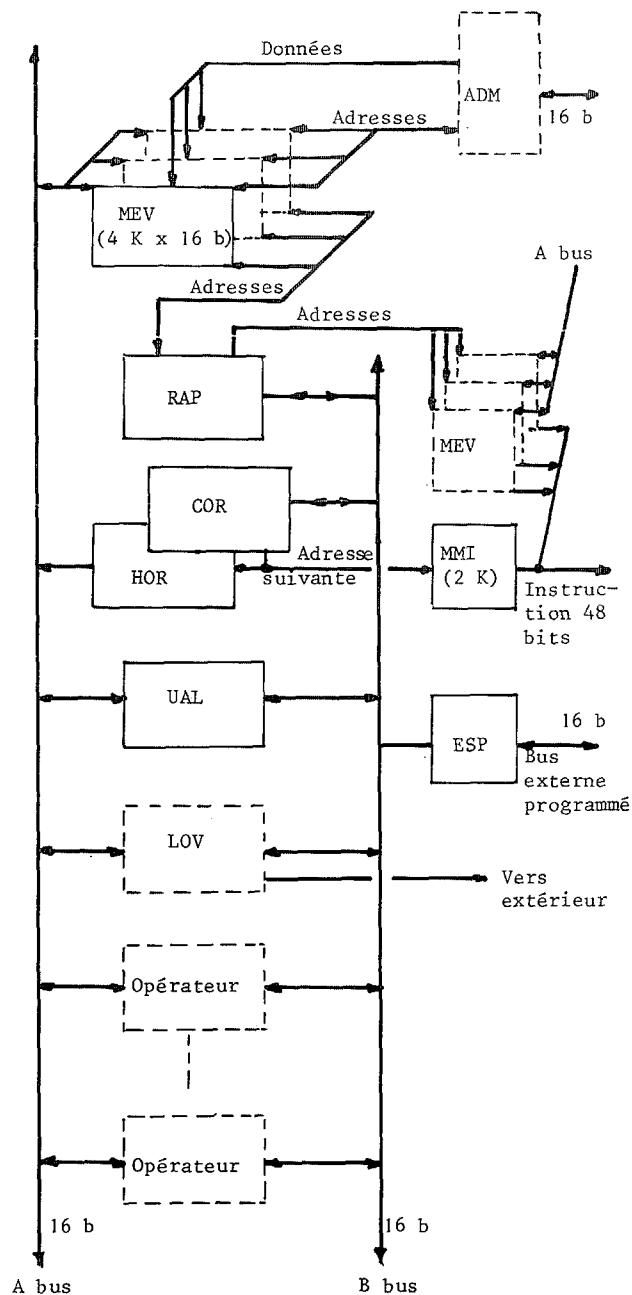 Données
ADM
16 b
Adresses
MEV
(4 K x 16 b)
A bus
Adresses
Adresses
RAP
MEV
COR
HOR
Adresse
suivante
MMI
(2 K)
Instruc-
tion 48
bits
UAL
ESP
16 b
Bus
externe
programmé
LOV
Vers
extérieur
Opérateur
Opérateur
16 b
16 b
A bus
B bus